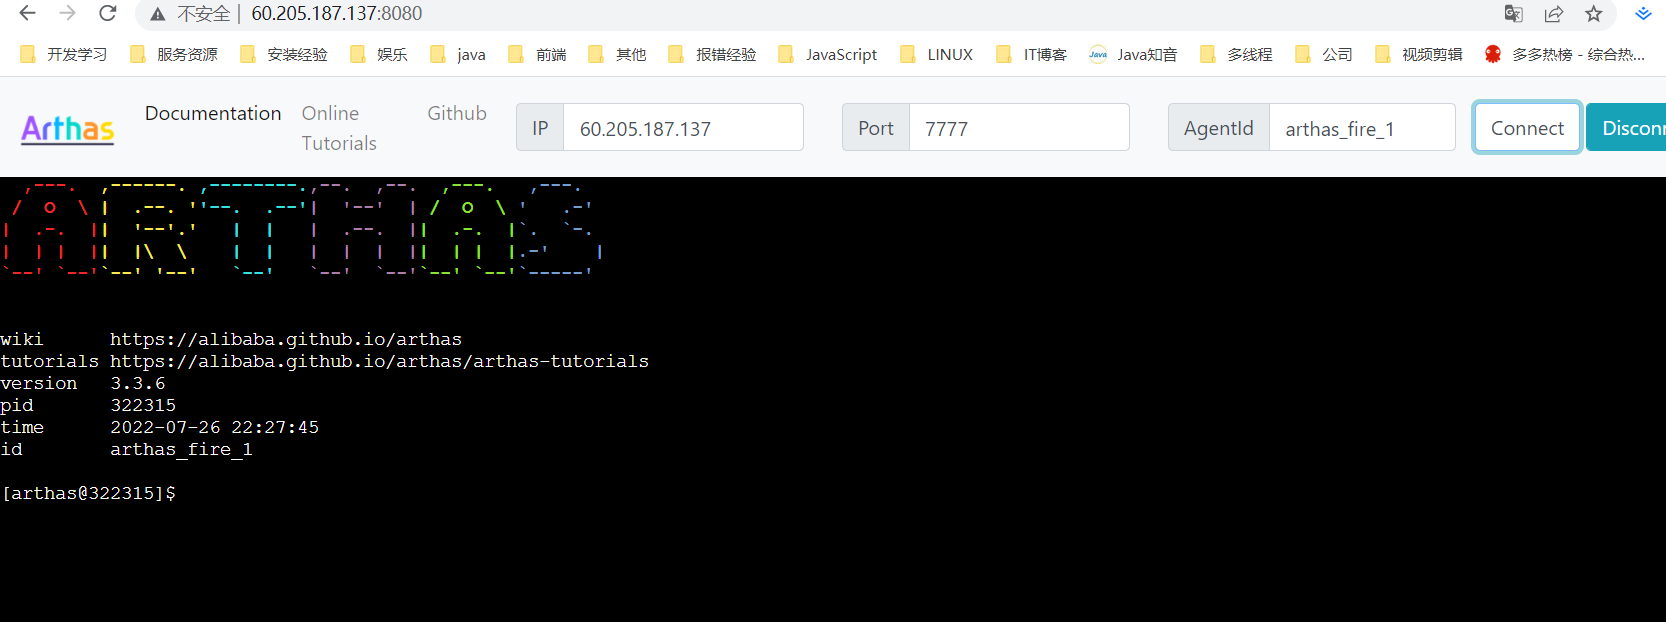 不安全 | 60.205.187.137:8080
开发学习 服务资源 安装经验 娱乐 java 前端 其他 报错经验 JavaScript LINUX IT博客 Java知音 多线程 公司 视频剪辑 多多热榜 - 综合热...
Arthas Documentation Online Tutorials Github IP 60.205.187.137 Port 7777 AgentId arthas_fire_1 Connect Disconn
ARTHAS
wiki https://alibaba.github.io/arthas
tutorials https://alibaba.github.io/arthas/arthas-tutorials
version 3.3.6
pid 322315
time 2022-07-26 22:27:45
id arthas_fire_1
[arthas@322315]$